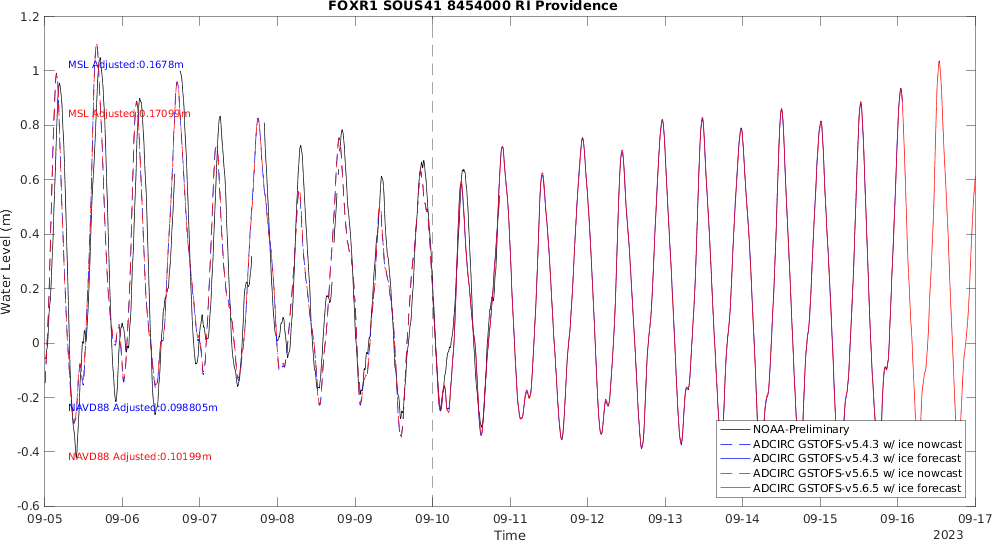 FOXR1 SOUS41 8454000 RI Providence
1.2
1
0.8
0.6
0.4
0.2
0
-0.2
-0.4
-0.6
Water Level (m)
MSL Adjusted:0.1678m
MSL Adjusted:0.17099m
NAVD88 Adjusted:0.098805m
NAVD88 Adjusted:0.10199m
NOAA-Preliminary
ADCIRC GSTOFS-v5.4.3 w/ ice nowcast
ADCIRC GSTOFS-v5.4.3 w/ ice forecast
ADCIRC GSTOFS-v5.6.5 w/ ice nowcast
ADCIRC GSTOFS-v5.6.5 w/ ice forecast
09-05 09-06 09-07 09-08 09-09 09-10 09-11 09-12 09-13 09-14 09-15 09-16 09-17
Time
2023